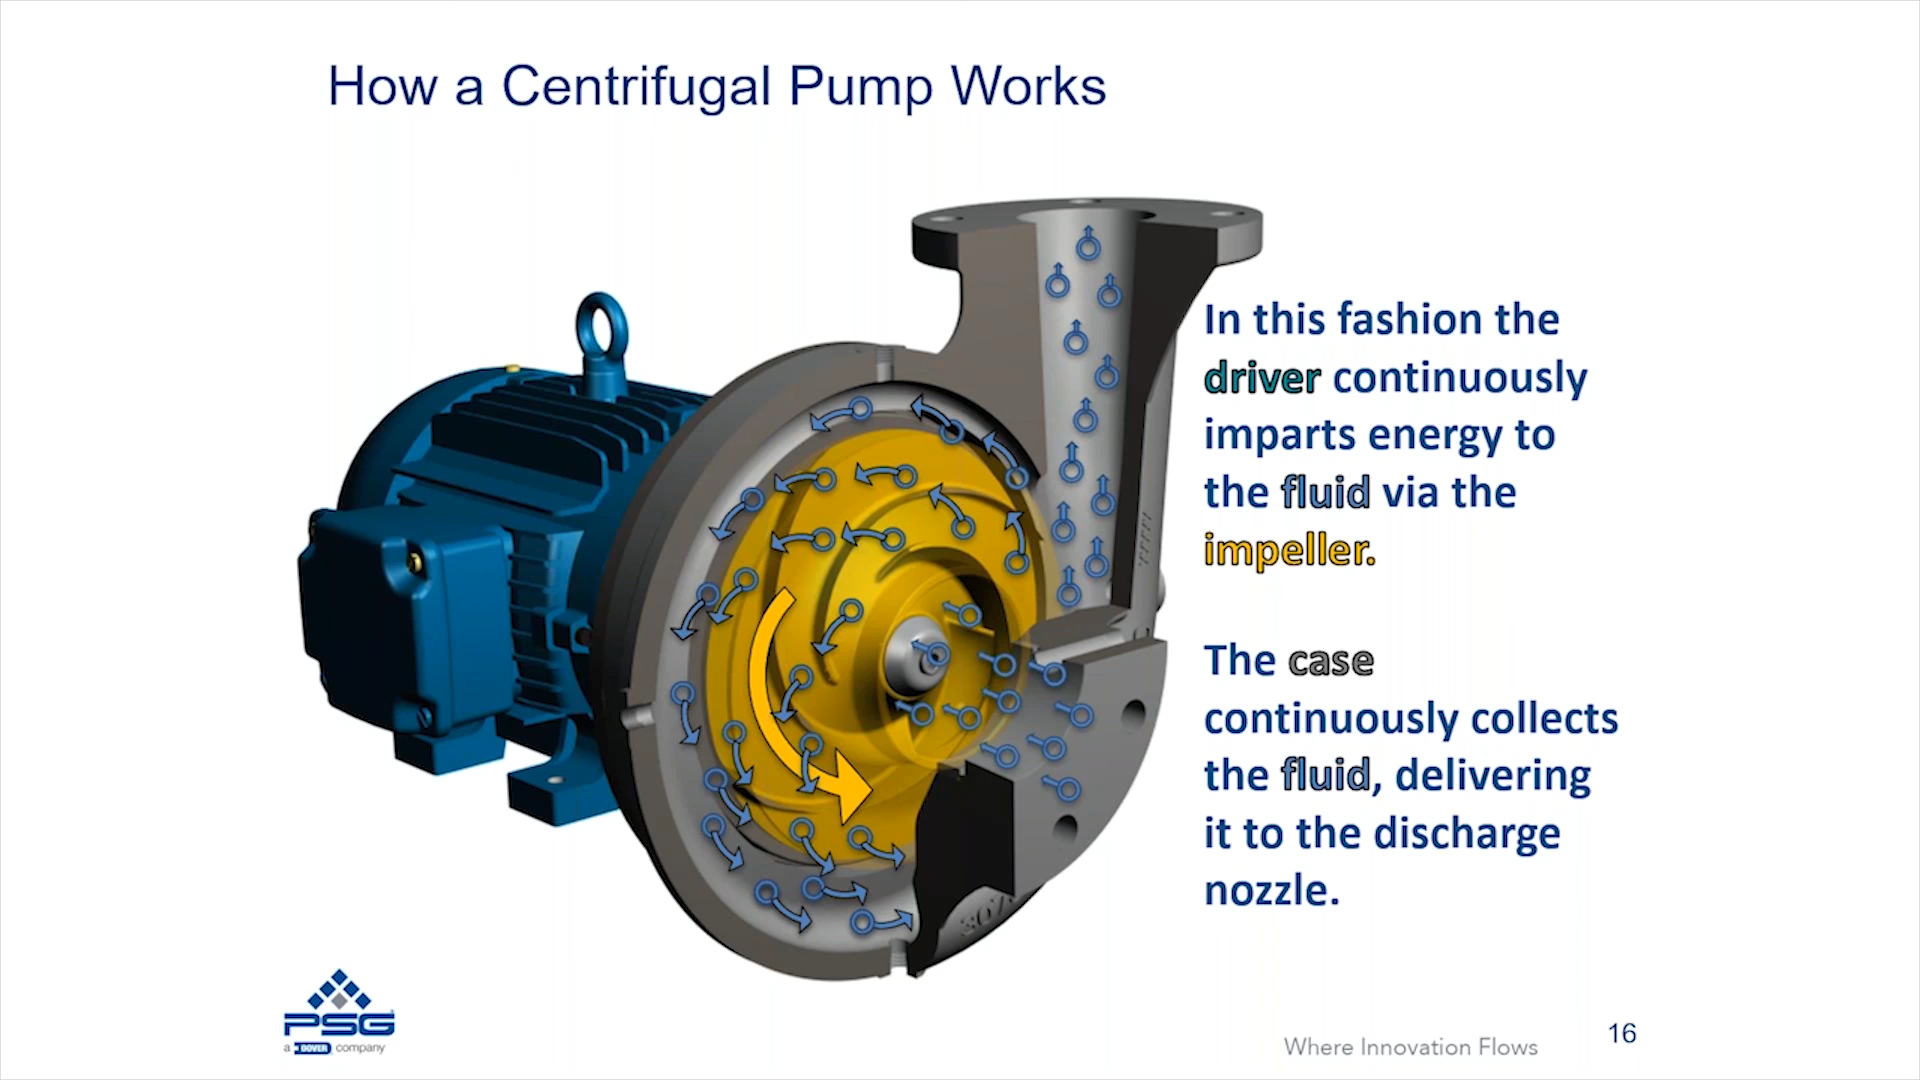 How a Centrifugal Pump Works
In this fashion the
driver continuously
imparts energy to
the fluid via the
impeller.
The case
continuously collects
the fluid, delivering
it to the discharge
nozzle.
PSG
a DOVER company
Where Innovation Flows
16